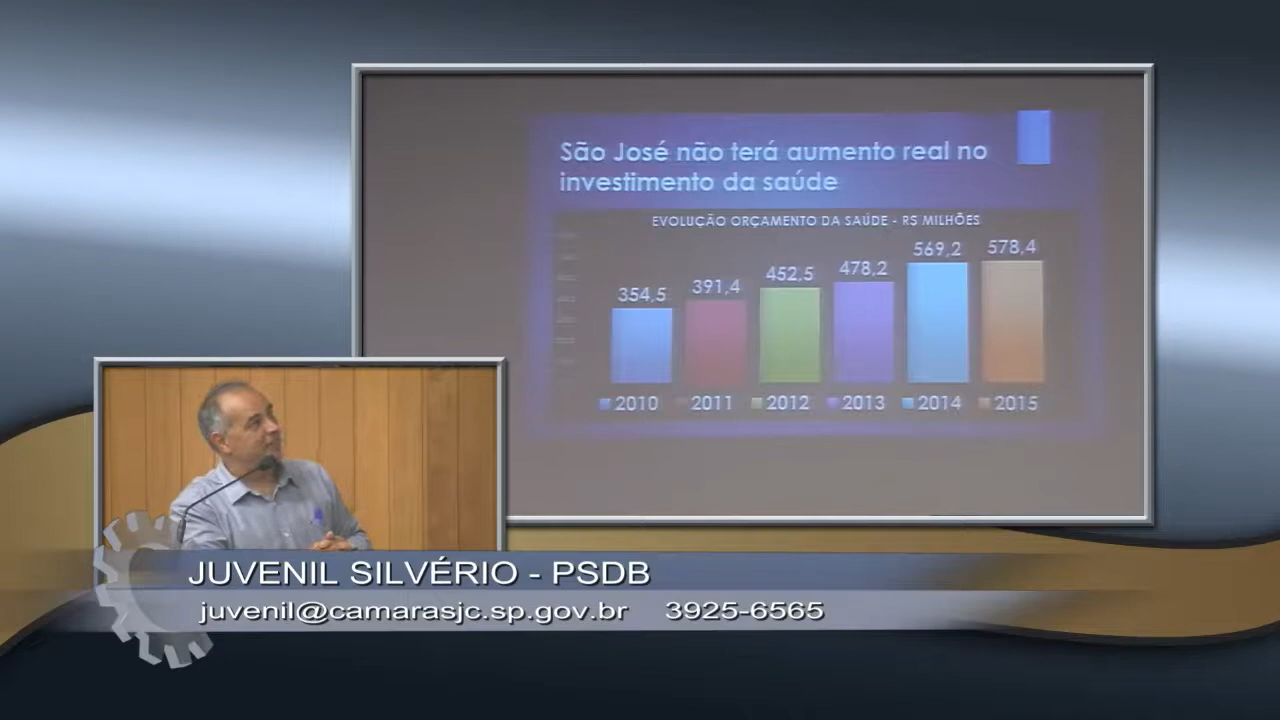 São José não terá aumento real no
investimento da saúde
EVOLUÇÃO ORÇAMENTO DA SAÚDE - R$ MILHÕES
354,5 391,4 452,5 478,2 569,2 578,4
2010 2011 2012 2013 2014 2015
JUVENIL SILVÉRIO - PSDB
juvenil@camarasjc.sp.gov.br 3925-6565